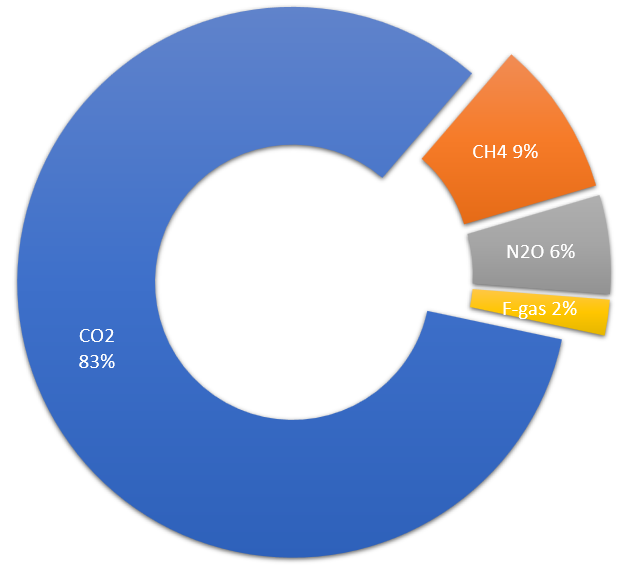 CH4 9%
N2O 6%
F-gas 2%
CO2
83%